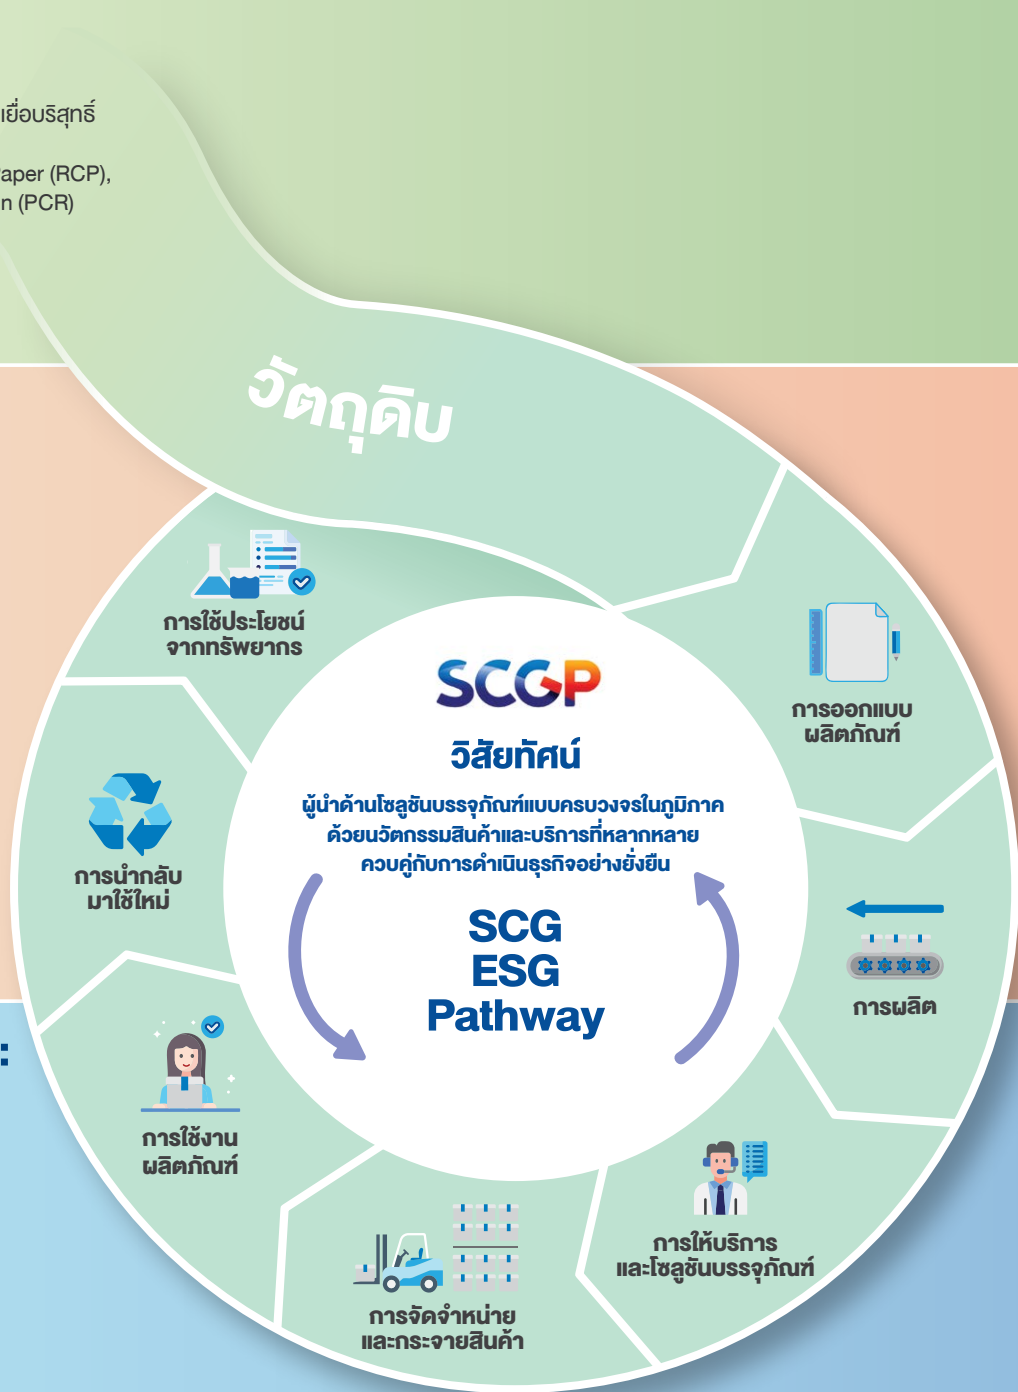 เยื่อบริสุทธิ์
aper (RCP),
n (PCR)
วัตถุดิบ
การใช้ประโยชน์
จากทรัพยากร
การออกแบบ
ผลิตภัณฑ์
SCGP
วิสัยทัศน์
ผู้นำด้านโซลูชันบรรจุภัณฑ์แบบครบวงจรในภูมิภาค
ด้วยนวัตกรรมสินค้าและบริการที่หลากหลาย
ควบคู่กับการดำเนินธุรกิจอย่างยั่งยืน
การนำกลับ
มาใช้ใหม่
SCG
ESG
Pathway
การผลิต
:
การใช้งาน
ผลิตภัณฑ์
การให้บริการ
และโซลูชันบรรจุภัณฑ์
การจัดจำหน่าย
และกระจายสินค้า